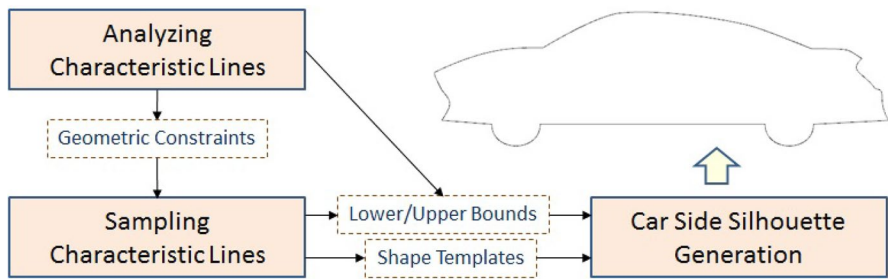 Analyzing
Characteristic Lines
Geometric Constraints
Sampling
Characteristic Lines
Lower/Upper Bounds
Shape Templates
Car Side Silhouette
Generation